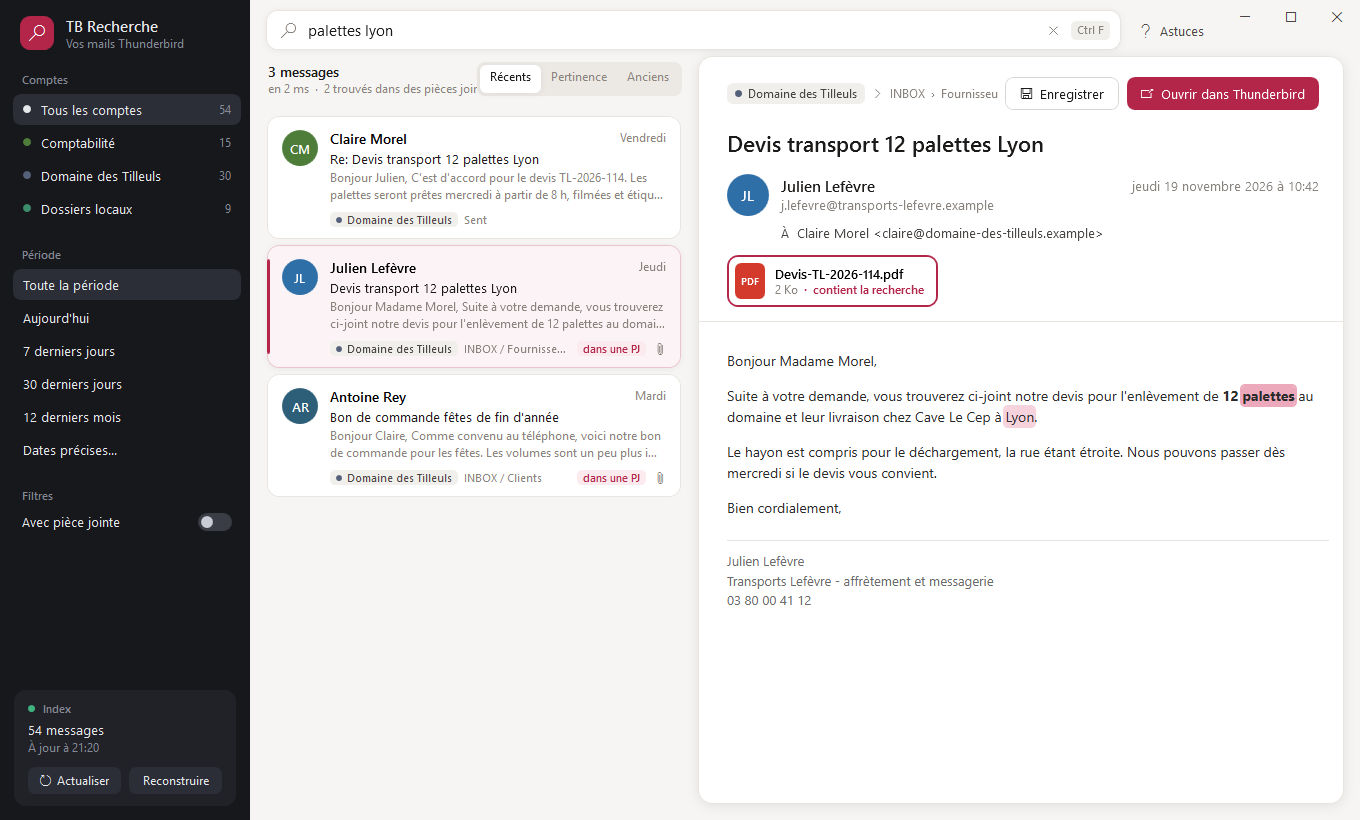 TB Recherche
Vos mails Thunderbird
Comptes
Tous les comptes 54
Comptabilité 15
Domaine des Tilleuls 30
Dossiers locaux 9
Période
Toute la période
Aujourd'hui
7 derniers jours
30 derniers jours
12 derniers mois
Dates précises...
Filtres
Avec pièce jointe
Index
54 messages
À jour à 21:20
Actualiser Reconstruire
palettes lyon Ctrl F
? Astuces
3 messages
en 2 ms · 2 trouvés dans des pièces join
Récents Pertinence Anciens
CM
Claire Morel Vendredi
Re: Devis transport 12 palettes Lyon
Bonjour Julien, C'est d'accord pour le devis TL-2026-114. Les
palettes seront prêtes mercredi à partir de 8 h, filmées et étiqu...
Domaine des Tilleuls Sent
JL
Julien Lefèvre Jeudi
Devis transport 12 palettes Lyon
Bonjour Madame Morel, Suite à votre demande, vous trouverez
ci-joint notre devis pour l'enlèvement de 12 palettes au domai...
Domaine des Tilleuls INBOX / Fournisse... dans une PJ
AR
Antoine Rey Mardi
Bon de commande fêtes de fin d'année
Bonjour Claire, Comme convenu au téléphone, voici notre bon
de commande pour les fêtes. Les volumes sont un peu plus i...
Domaine des Tilleuls INBOX / Clients dans une PJ
Domaine des Tilleuls INBOX › Fournisseu
Enregistrer
Ouvrir dans Thunderbird
Devis transport 12 palettes Lyon
JL
Julien Lefèvre jeudi 19 novembre 2026 à 10:42
j.lefevre@transports-lefevre.example
À Claire Morel <claire@domaine-des-tilleuls.example>
PDF
Devis-TL-2026-114.pdf
2 Ko · contient la recherche
Bonjour Madame Morel,
Suite à votre demande, vous trouverez ci-joint notre devis pour l'enlèvement de 12 palettes au
domaine et leur livraison chez Cave Le Cep à Lyon.
Le hayon est compris pour le déchargement, la rue étant étroite. Nous pouvons passer dès
mercredi si le devis vous convient.
Bien cordialement,
Julien Lefèvre
Transports Lefèvre - affrètement et messagerie
03 80 00 41 12